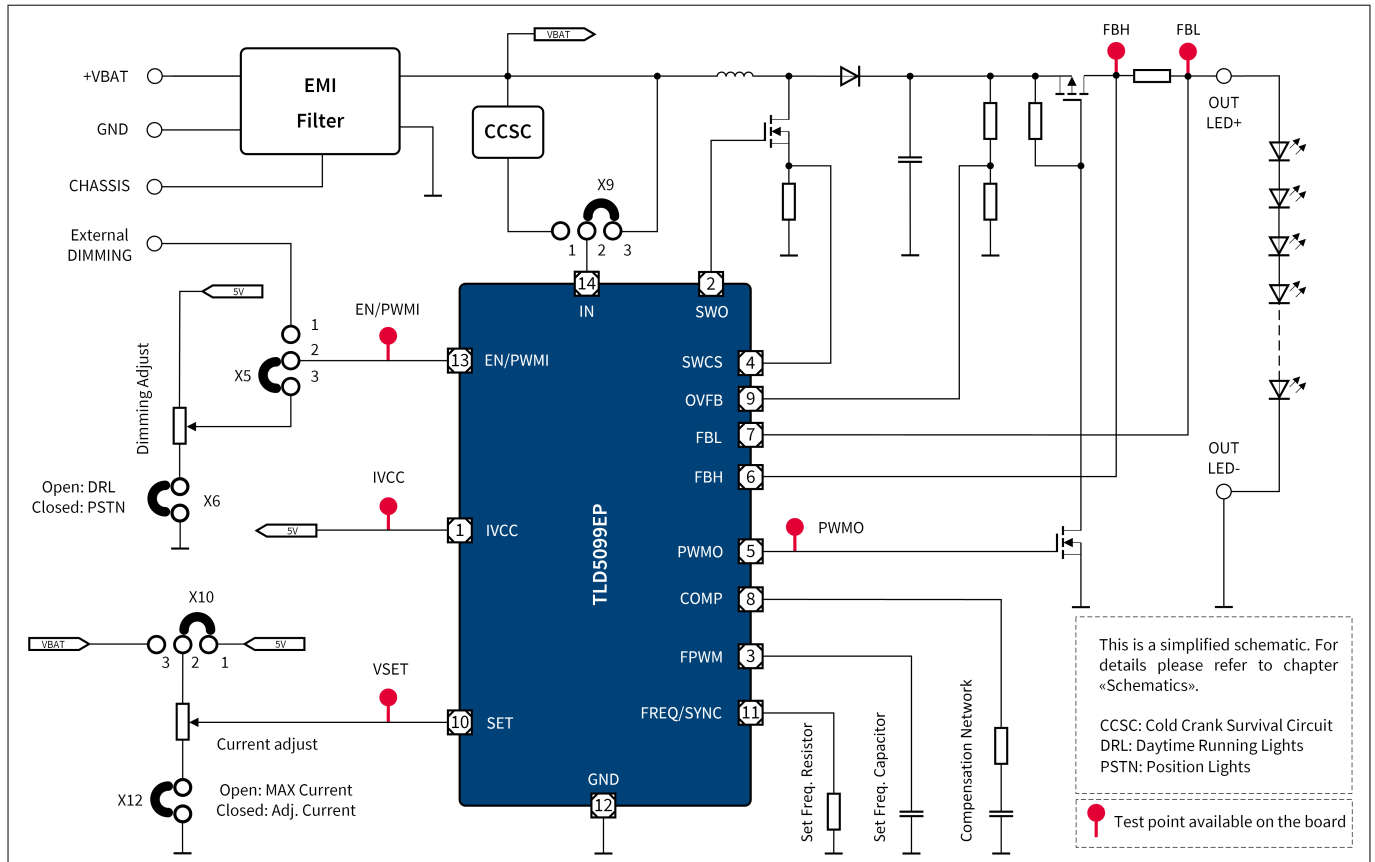 +VBAT
GND
CHASSIS
External
DIMMING
EMI
Filter
VBAT
CCSC
X9
1
2
3
FBH
FBL
OUT
LED+
OUT
LED-
5V
Dimming Adjust
X5
1
2
3
Open: DRL
Closed: PSTN
X6
EN/PWMI
IVCC
5V
X10
VBAT
3
2
1
5V
VSET
Current adjust
X12
Open: MAX Current
Closed: Adj. Current
14
IN
2
SWO
13
EN/PWMI
1
IVCC
10
SET
12
GND
TLD5099EP
SWCS
4
OVFB
9
FBL
7
FBH
6
PWMO
5
COMP
8
FPWM
3
FREQ/SYNC
11
PWMO
Set Freq. Resistor
Set Freq. Capacitor
Compensation Network
This is a simplified schematic. For
details please refer to chapter
«Schematics».
CCSC: Cold Crank Survival Circuit
DRL: Daytime Running Lights
PSTN: Position Lights
Test point available on the board